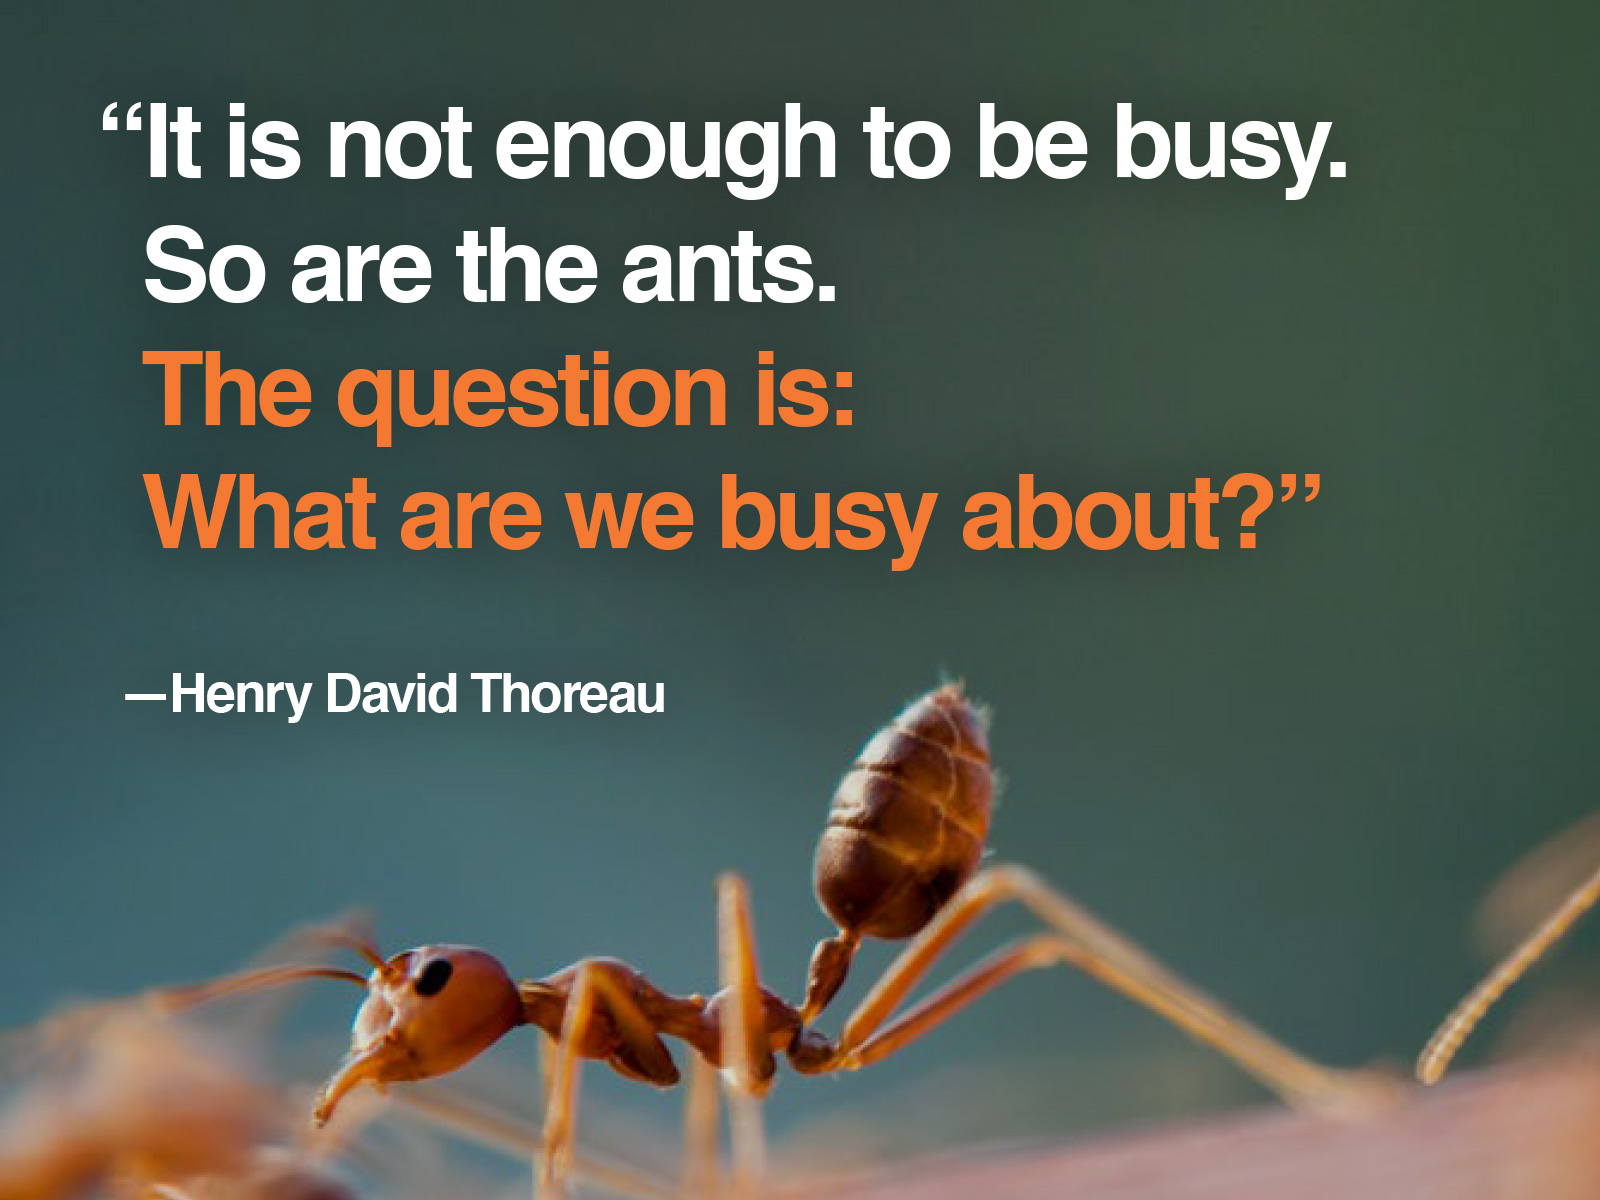 “It is not enough to be busy.
So are the ants.
The question is:
What are we busy about?”
—Henry David Thoreau